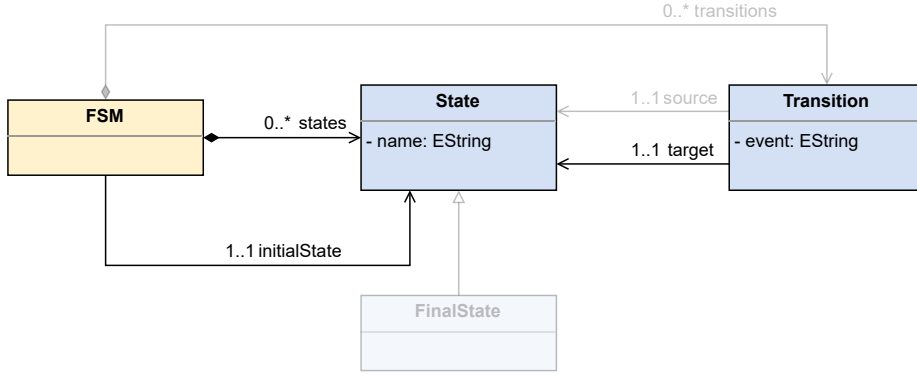 0..* transitions
FSM
State
Transition
1..1 source
0..* states
- name: EString
- event: EString
1..1 target
1..1 initialState
FinalState